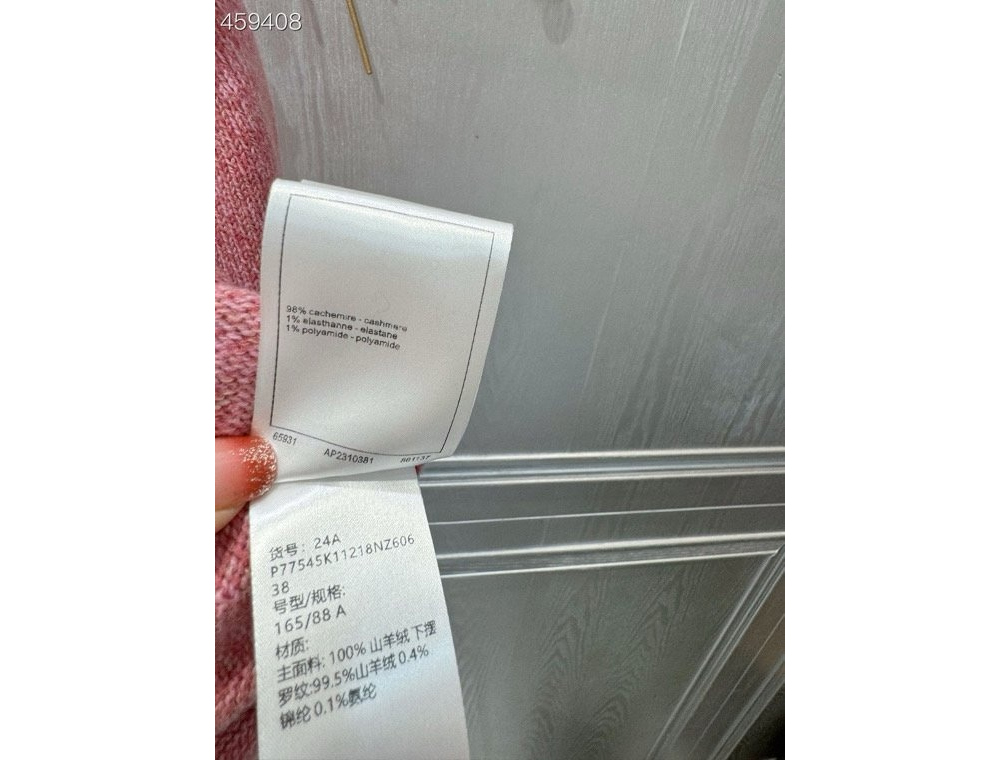 459408
98% cachemire - cashmere
1% elasthanne - elastane
1% polyamide - polyamide
65931
AP2310381
货号: 24A
P77545K11218NZ606
38
号型/规格:
165/88 A
材质:
主面料: 100% 山羊绒 下摆
罗纹:99.5%山羊绒 0.4%
锦纶 0.1%氨纶